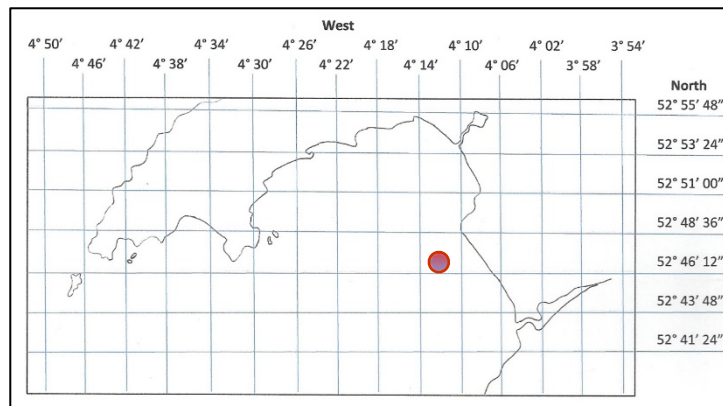 West
4° 50’ 4° 42’ 4° 34’ 4° 30’ 4° 26’ 4° 18’ 4° 10’ 4° 02’ 3° 54’
4° 46’ 4° 38’ 4° 30’ 4° 22’ 4° 14’ 4° 06’ 3° 58’
North
52° 55’ 48”
52° 53’ 24”
52° 51’ 00”
52° 48’ 36”
52° 46’ 12”
52° 43’ 48”
52° 41’ 24”